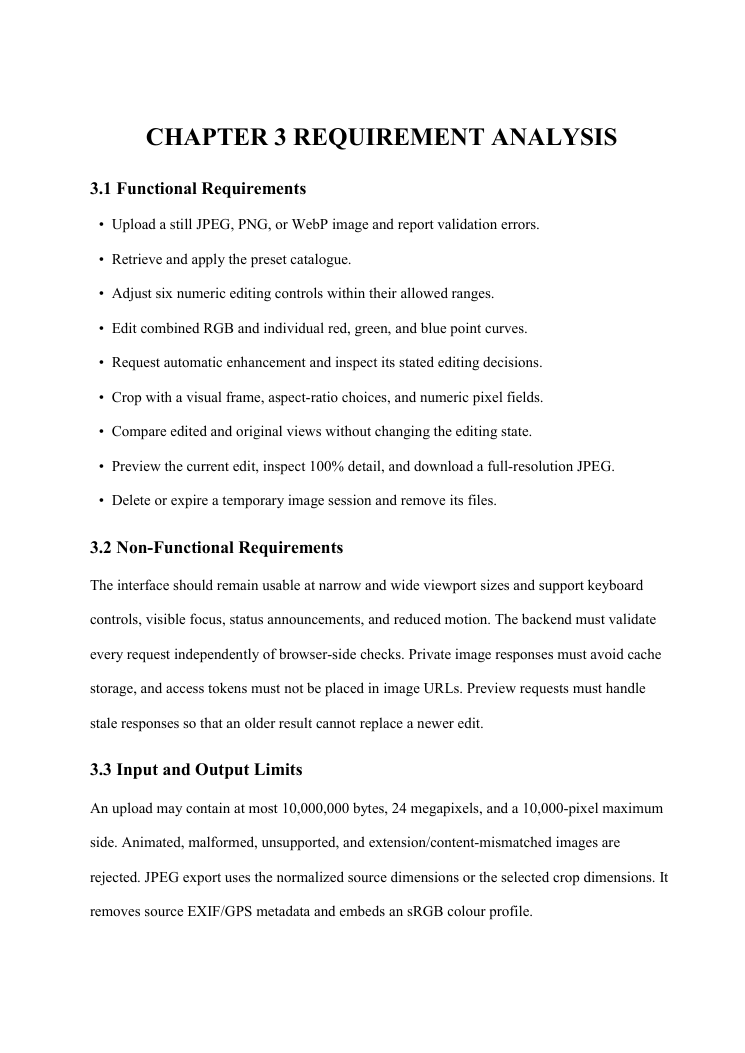 CHAPTER 3 REQUIREMENT ANALYSIS
3.1 Functional Requirements
• Upload a still JPEG, PNG, or WebP image and report validation errors.
• Retrieve and apply the preset catalogue.
• Adjust six numeric editing controls within their allowed ranges.
• Edit combined RGB and individual red, green, and blue point curves.
• Request automatic enhancement and inspect its stated editing decisions.
• Crop with a visual frame, aspect-ratio choices, and numeric pixel fields.
• Compare edited and original views without changing the editing state.
• Preview the current edit, inspect 100% detail, and download a full-resolution JPEG.
• Delete or expire a temporary image session and remove its files.
3.2 Non-Functional Requirements
The interface should remain usable at narrow and wide viewport sizes and support keyboard
controls, visible focus, status announcements, and reduced motion. The backend must validate
every request independently of browser-side checks. Private image responses must avoid cache
storage, and access tokens must not be placed in image URLs. Preview requests must handle
stale responses so that an older result cannot replace a newer edit.
3.3 Input and Output Limits
An upload may contain at most 10,000,000 bytes, 24 megapixels, and a 10,000-pixel maximum
side. Animated, malformed, unsupported, and extension/content-mismatched images are
rejected. JPEG export uses the normalized source dimensions or the selected crop dimensions. It
removes source EXIF/GPS metadata and embeds an sRGB colour profile.